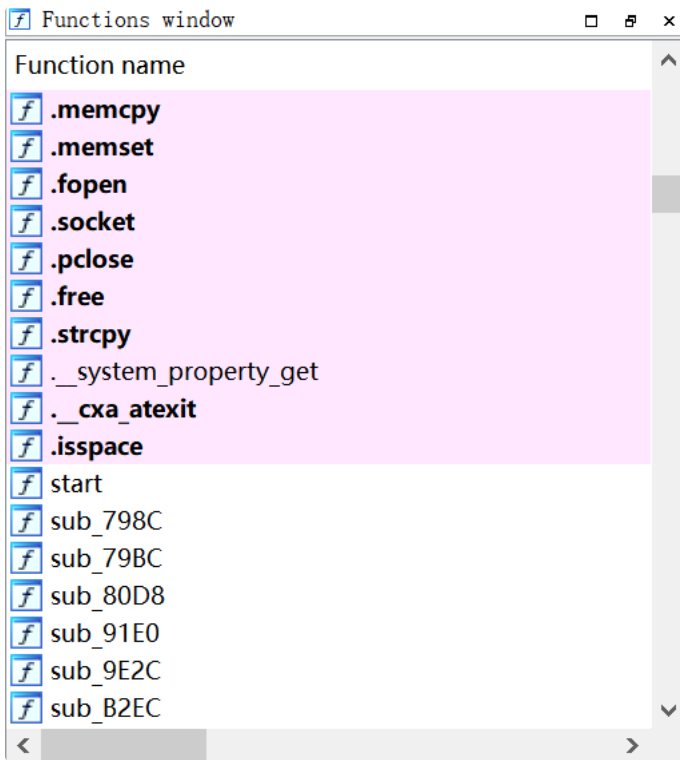 Functions window
Function name
.memcpy
.memset
.fopen
.socket
.pclose
.free
.strcpy
.__system_property_get
.__cxa_atexit
.isspace
start
sub_798C
sub_79BC
sub_80D8
sub_91E0
sub_9E2C
sub_B2EC